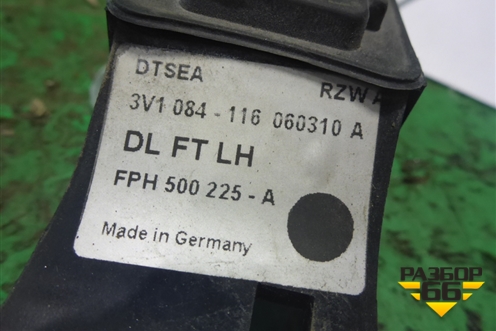 DTSEA RZW A
3V1 084 - 116 060310 A
DL FT LH
FPH 500 225 - A
Made in Germany
РАЗБОР
66